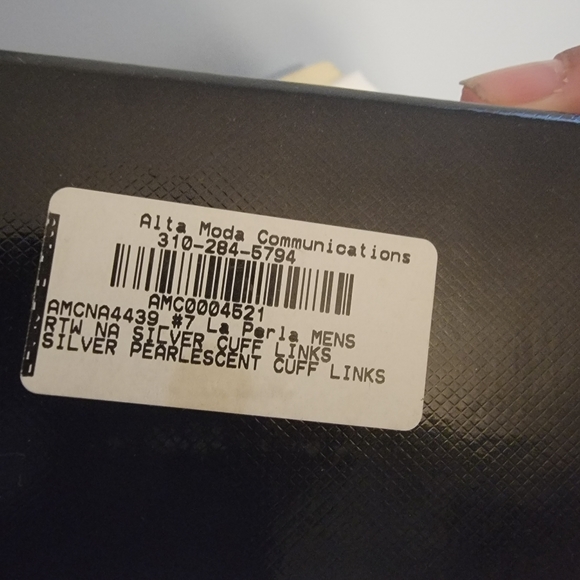 Alta Moda Communications
310-284-5794
AMC0004521
AMCNA4439 #7 La Perla MENS
RTW NA SILVER CUFF LINKS
SILVER PEARLESCENT CUFF LINKS